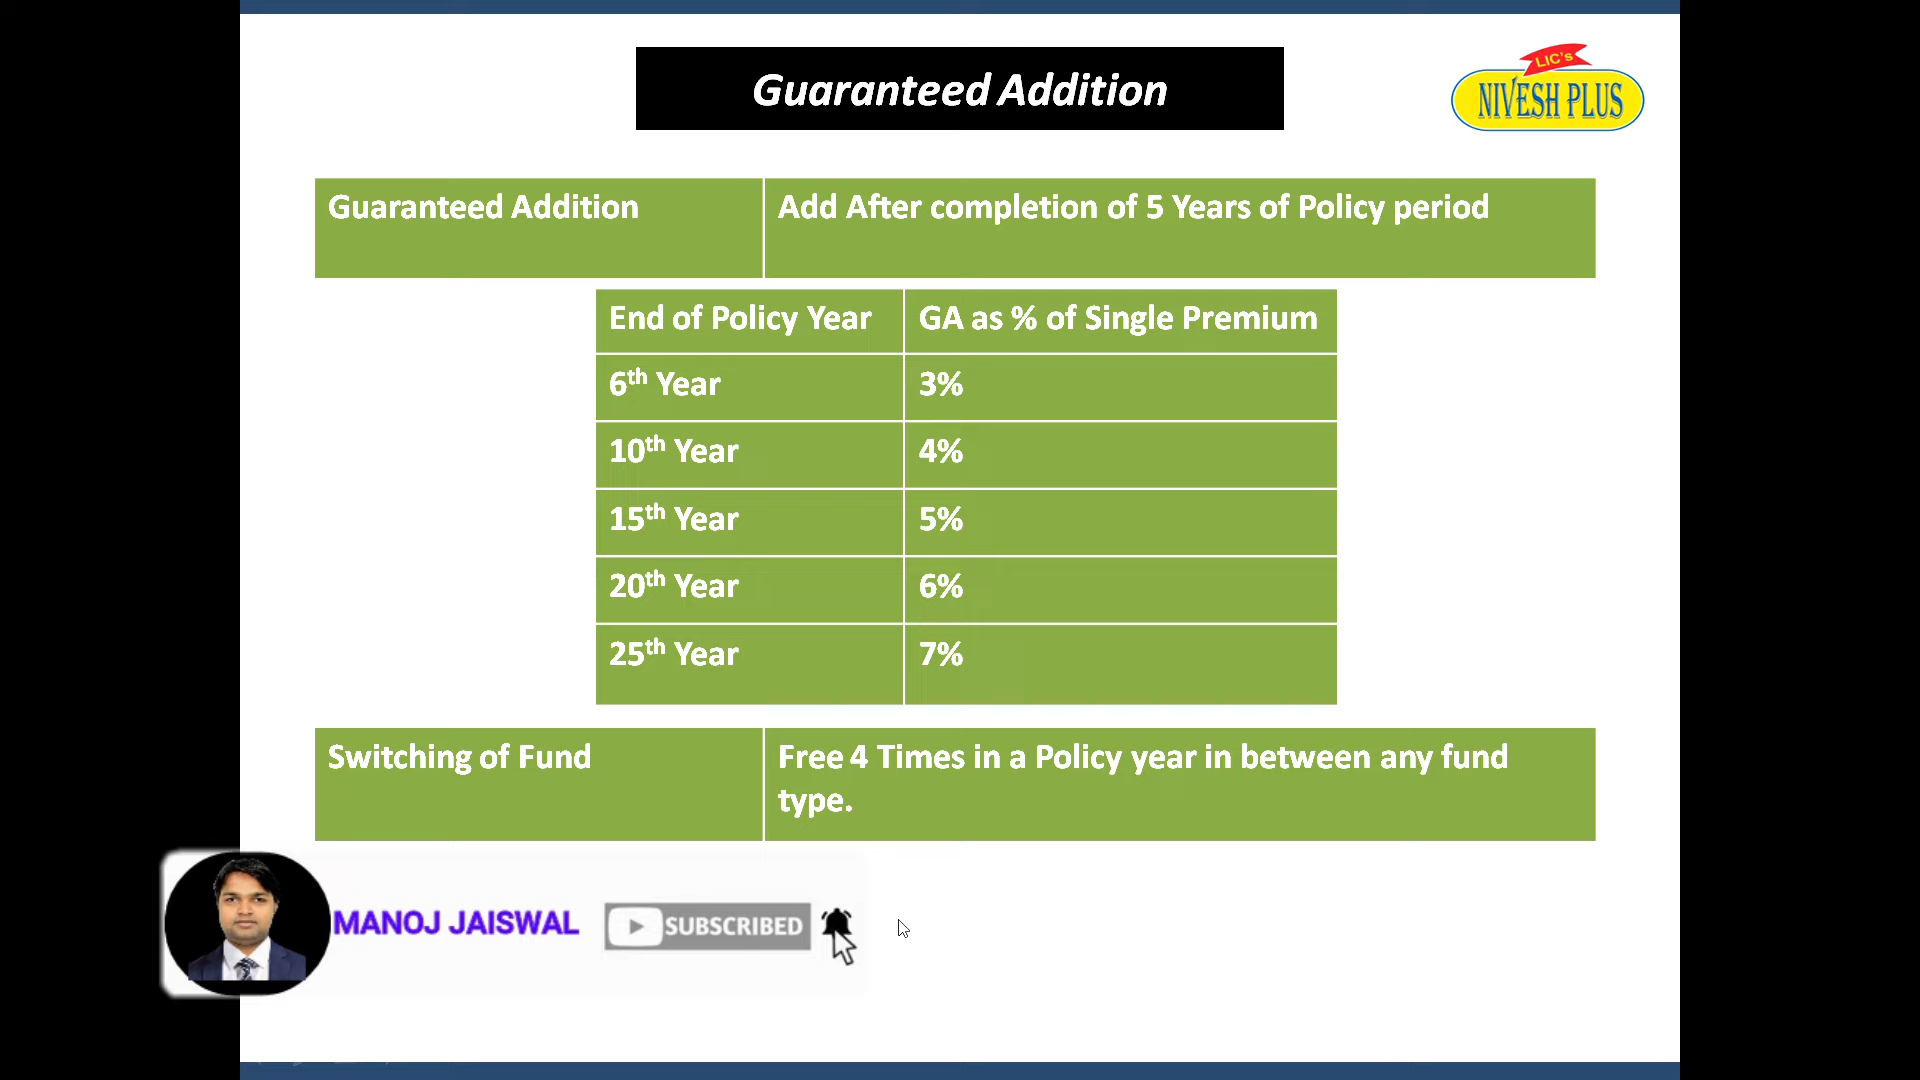 Guaranteed Addition
LIC's
NIVESH PLUS
Guaranteed Addition
Add After completion of 5 Years of Policy period
End of Policy Year
GA as % of Single Premium
6th Year
3%
10th Year
4%
15th Year
5%
20th Year
6%
25th Year
7%
Switching of Fund
Free 4 Times in a Policy year in between any fund
type.
MANOJ JAISWAL
SUBSCRIBED